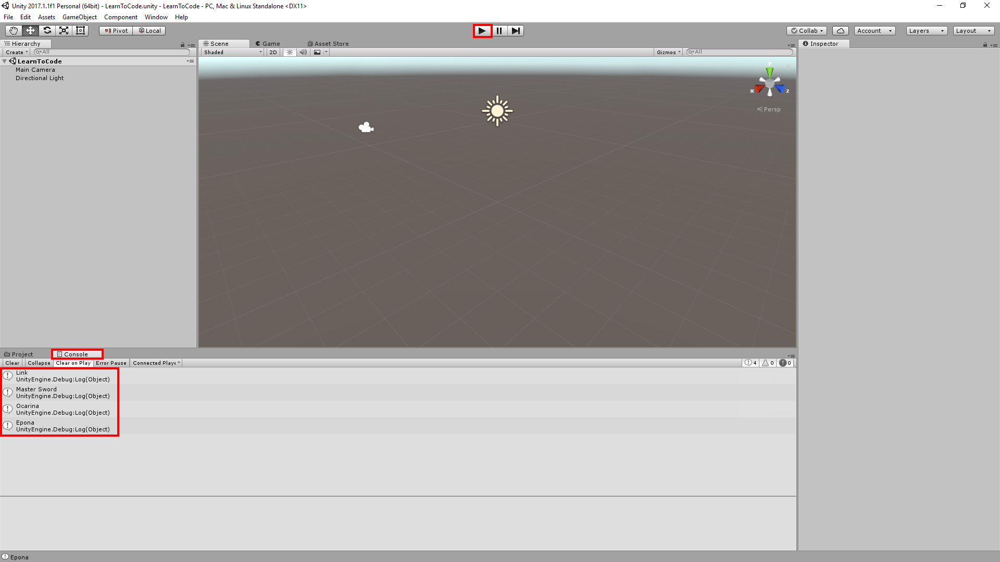 Unity 2017.1.1f1 Personal (64bit) - LearnToCode.unity - LearnToCode - PC, Mac & Linux Standalone <DX11>
File Edit Assets GameObject Component Window Help
Pivot Local Collab Account Layers Layout
Hierarchy
Create All
LearnToCode
Main Camera
Directional Light
Scene Game Asset Store
Shaded 2D Gizmos All
y
x z
Persp
Inspector
Project Console
Clear Collapse Clear on Play Error Pause Connected Playe 4 0 0
Link
UnityEngine.Debug:Log(Object)
Master Sword
UnityEngine.Debug:Log(Object)
Ocarina
UnityEngine.Debug:Log(Object)
Epona
UnityEngine.Debug:Log(Object)
Epona